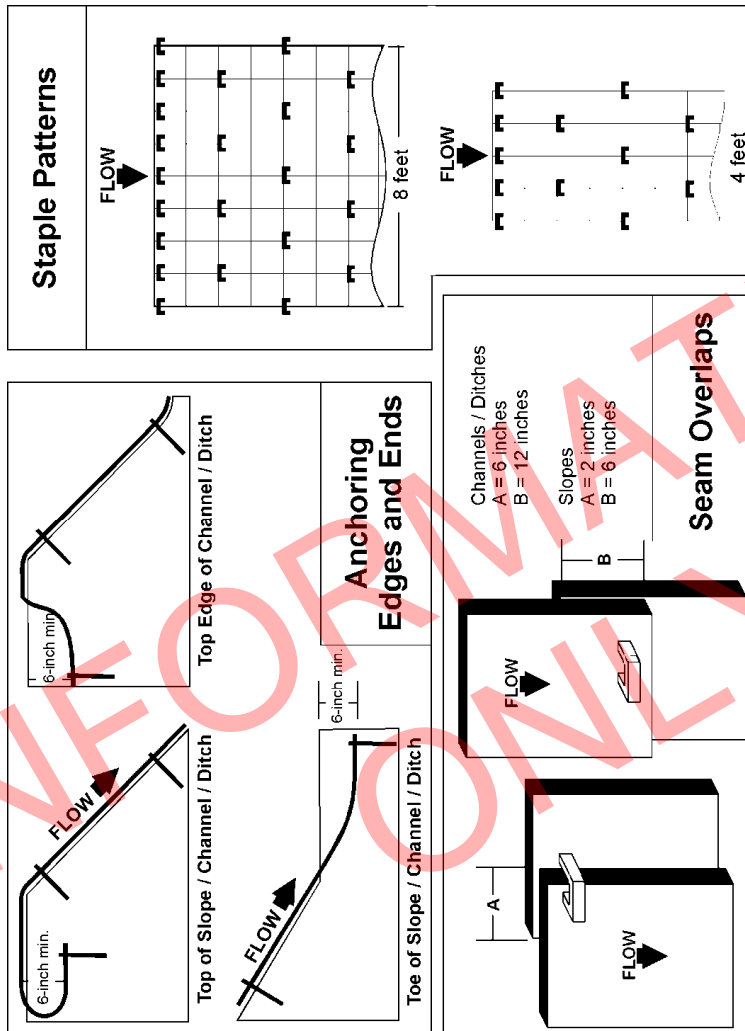 Staple Patterns
FLOW
8 feet
FLOW
4 feet
6-inch min.
Top Edge of Channel / Ditch
6-inch min.
FLOW
Top of Slope / Channel / Ditch
FLOW
6-inch min.
Toe of Slope / Channel / Ditch
Anchoring
Edges and Ends
Channels / Ditches
A = 6 inches
B = 12 inches
Slopes
A = 2 inches
B = 6 inches
Seam Overlaps
A
FLOW
B
FLOW
NFORMAT
ONLY